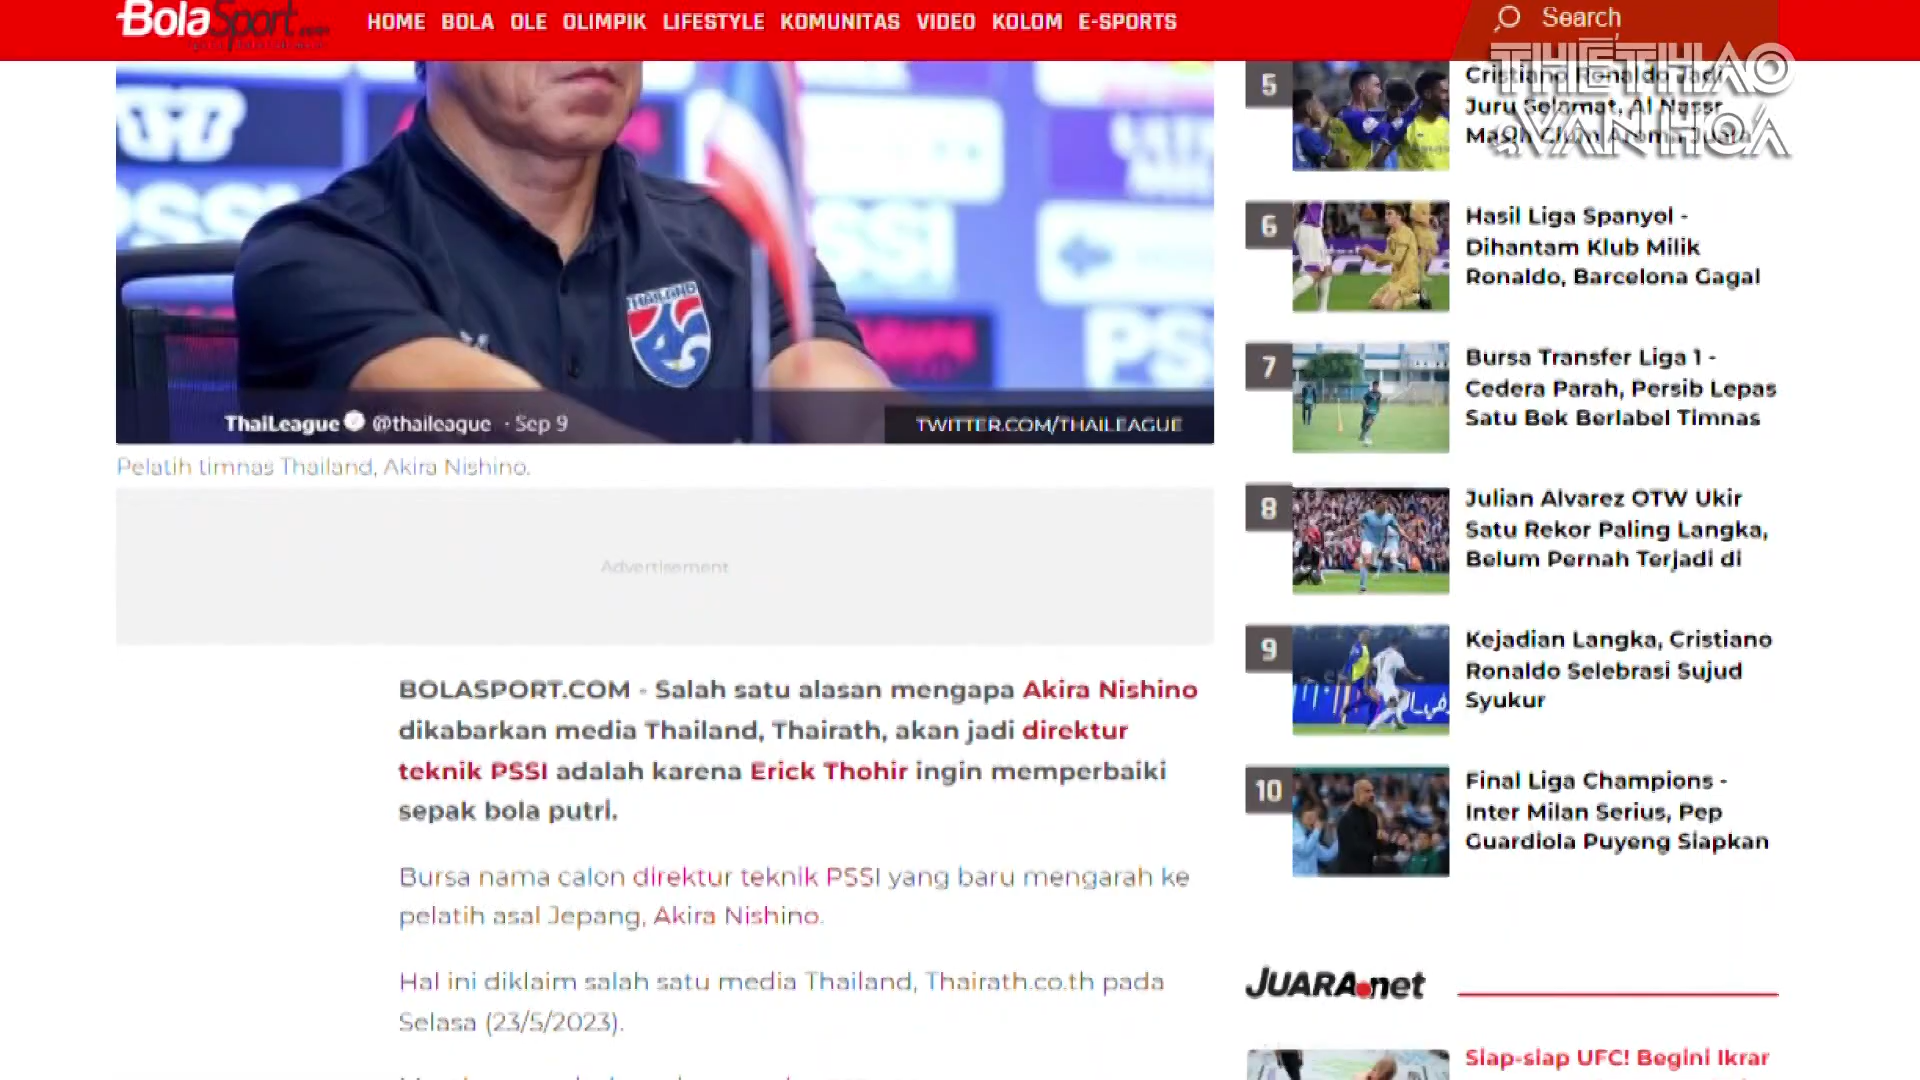 BolaSport.com
HOME BOLA OLE OLIMPIK LIFESTYLE KOMUNITAS VIDEO KOLOM E-SPORTS
Search
THỂTHAO
&VĂN HÓA
THAILAND
PSSI
ThaiLeague @thaileague · Sep 9
TWITTER.COM/THAILEAGUE
Pelatih timnas Thailand, Akira Nishino.
Advertisement
BOLASPORT.COM - Salah satu alasan mengapa Akira Nishino
dikabarkan media Thailand, Thairath, akan jadi direktur
teknik PSSI adalah karena Erick Thohir ingin memperbaiki
sepak bola putri.
Bursa nama calon direktur teknik PSSI yang baru mengarah ke
pelatih asal Jepang, Akira Nishino.
Hal ini diklaim salah satu media Thailand, Thairath.co.th pada
Selasa (23/5/2023).
5
Cristiano Ronaldo Jadi
Juru Selamat, Al Nassr
Masih Cium Aroma Juara
6
Hasil Liga Spanyol -
Dihantam Klub Milik
Ronaldo, Barcelona Gagal
7
Bursa Transfer Liga 1 -
Cedera Parah, Persib Lepas
Satu Bek Berlabel Timnas
8
Julian Alvarez OTW Ukir
Satu Rekor Paling Langka,
Belum Pernah Terjadi di
9
Kejadian Langka, Cristiano
Ronaldo Selebrasi Sujud
Syukur
10
Final Liga Champions -
Inter Milan Serius, Pep
Guardiola Puyeng Siapkan
JUARA.net
Siap-siap UFC! Begini Ikrar